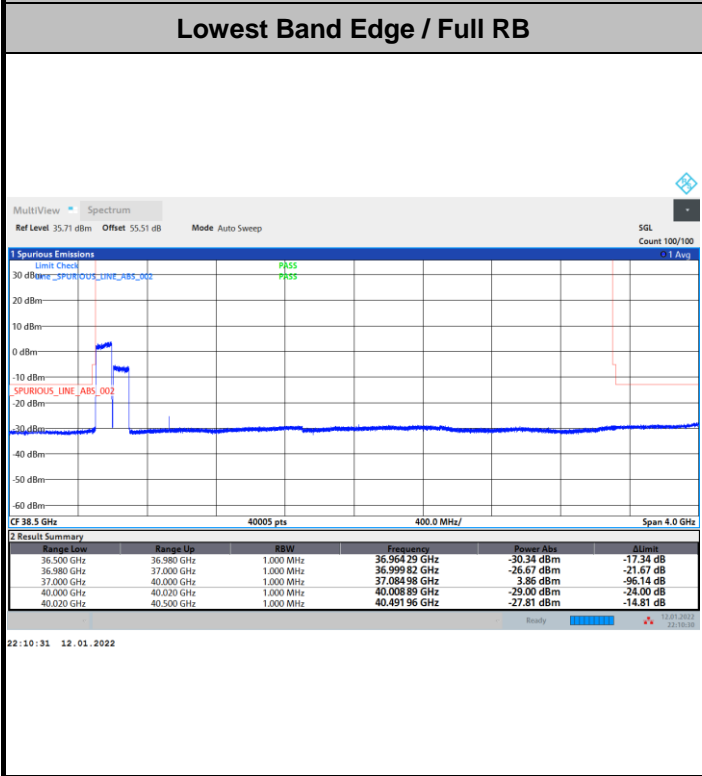 Lowest Band Edge / Full RB
MultiView Spectrum
Ref Level 35.71 dBm Offset 55.51 dB Mode Auto Sweep SGL
Count 100/100
1 Spurious Emissions 1 Avg
Limit Check PASS
30 dBm Line _SPURIOUS_LINE_ABS_002 PASS
20 dBm
10 dBm
0 dBm
-10 dBm
_SPURIOUS_LINE_ABS_002
-20 dBm
-30 dBm
-40 dBm
-50 dBm
-60 dBm
CF 38.5 GHz 40005 pts 400.0 MHz/ Span 4.0 GHz
2 Result Summary
Range Low Range Up RBW Frequency Power Abs ΔLimit
36.500 GHz 36.980 GHz 1.000 MHz 36.964 29 GHz -30.34 dBm -17.34 dB
36.980 GHz 37.000 GHz 1.000 MHz 36.999 82 GHz -26.67 dBm -21.67 dB
37.000 GHz 40.000 GHz 1.000 MHz 37.084 98 GHz 3.86 dBm -96.14 dB
40.000 GHz 40.020 GHz 1.000 MHz 40.008 89 GHz -29.00 dBm -24.00 dB
40.020 GHz 40.500 GHz 1.000 MHz 40.491 96 GHz -27.81 dBm -14.81 dB
Ready 12.01.2022
22:10:30
22:10:31 12.01.2022